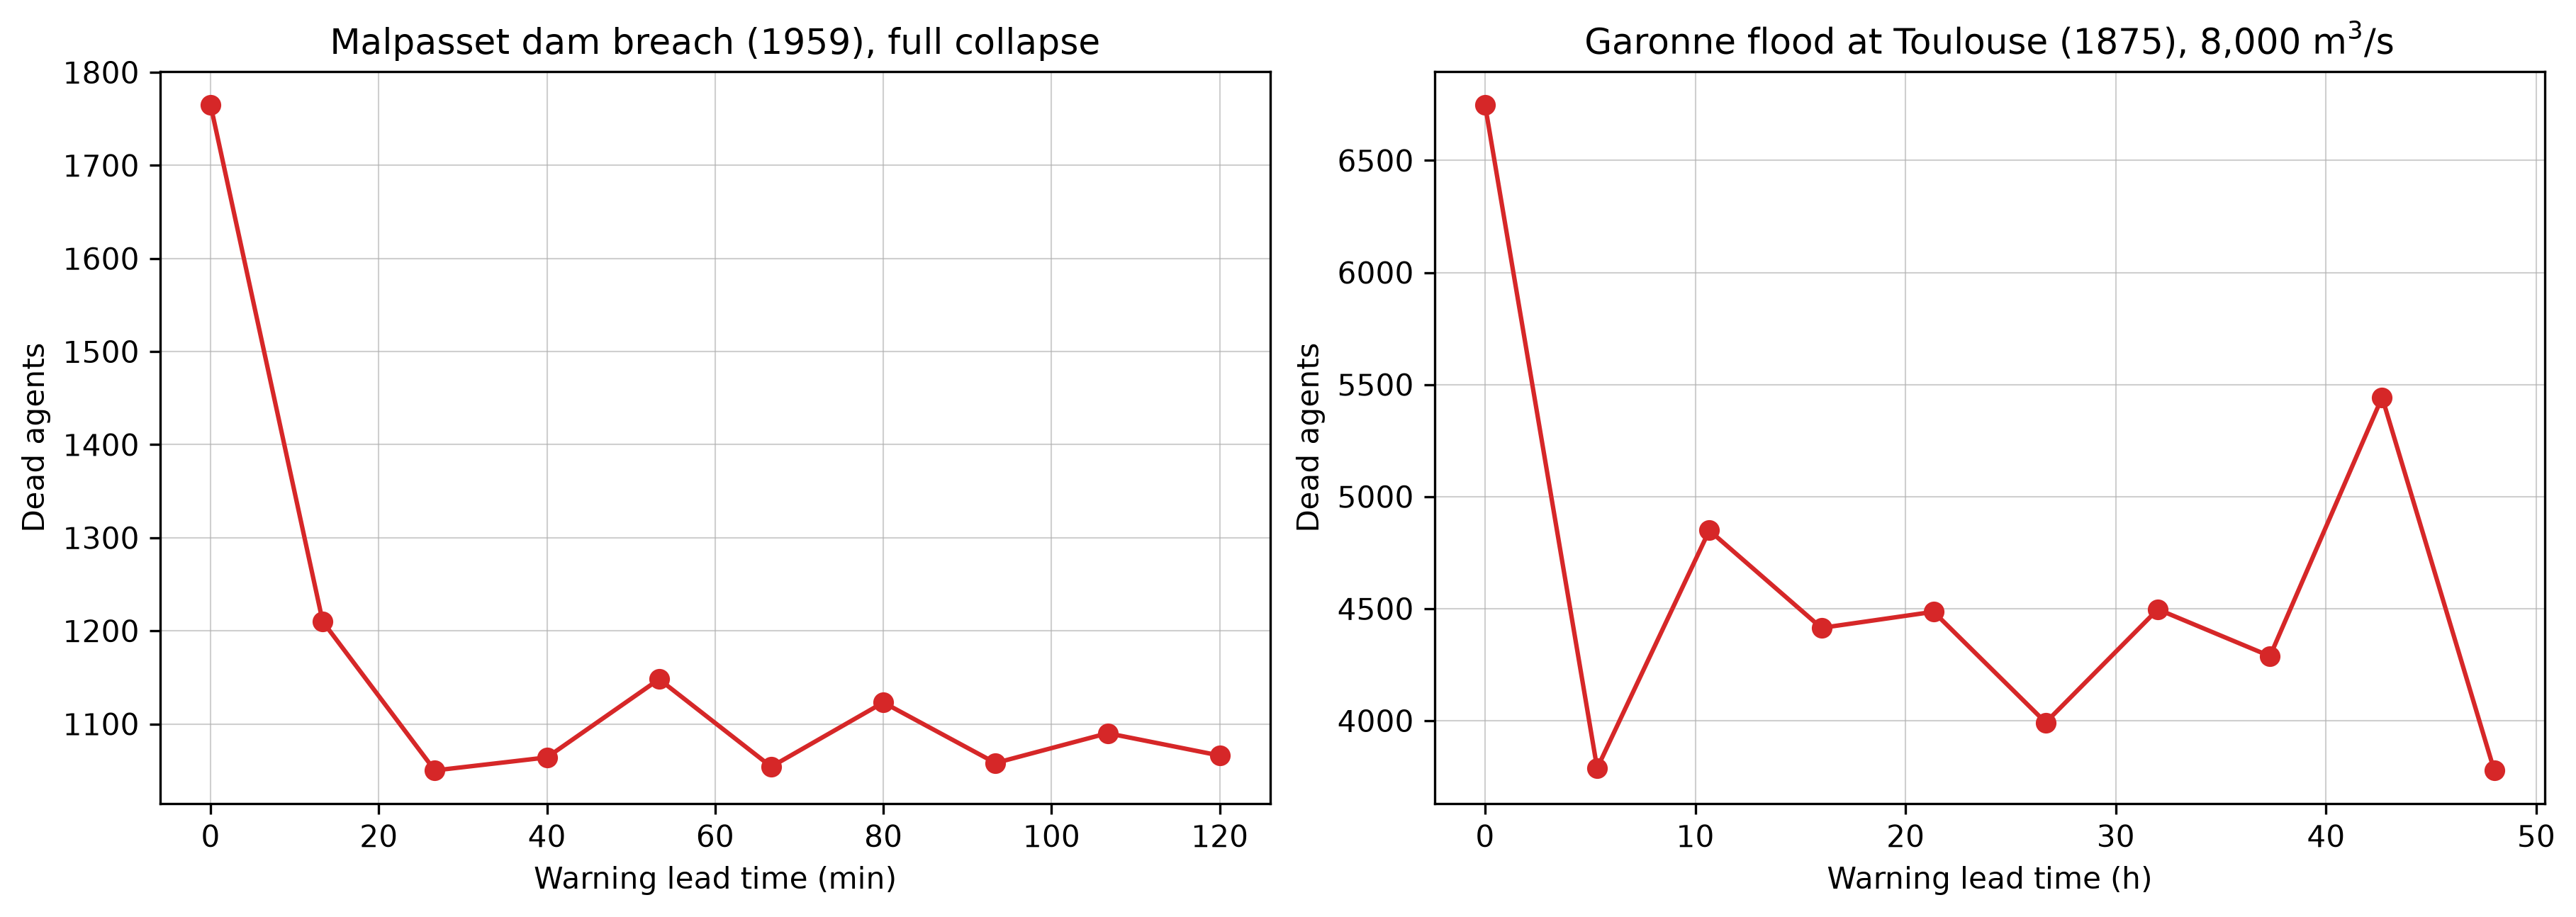 Malpasset dam breach (1959), full collapse
1800
1700
1600
1500
1400
1300
1200
1100
Dead agents
0 20 40 60 80 100 120
Warning lead time (min)
Garonne flood at Toulouse (1875), 8,000 m³/s
6500
6000
5500
5000
4500
4000
Dead agents
0 10 20 30 40 50
Warning lead time (h)